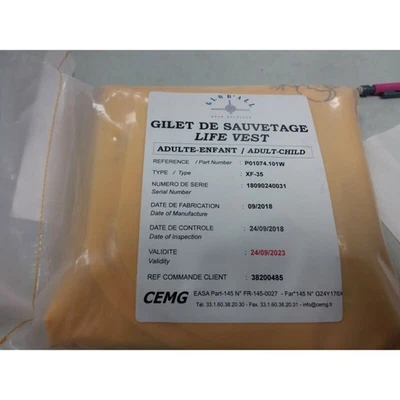 GLOB'ALL
GILET DE SAUVETAGE
LIFE VEST
ADULTE-ENFANT / ADULT-CHILD
REFERENCE / Part Number : P01074.101W
TYPE / Type : XF-35
NUMERO DE SERIE : 18090240031
Serial Number
DATE DE FABRICATION : 09/2018
Date of Manufacture
DATE DE CONTROLE : 24/09/2018
Date of Inspection
VALIDITE : 24/09/2023
Validity
REF COMMANDE CLIENT : 38200485
CEMG
EASA Part-145 N° FR-145-0027 - Far° N° G24Y176X
Tél. 33.1.60.38.20.30 - Fax. 33.1.60.38.20.31 - info@cemg.fr